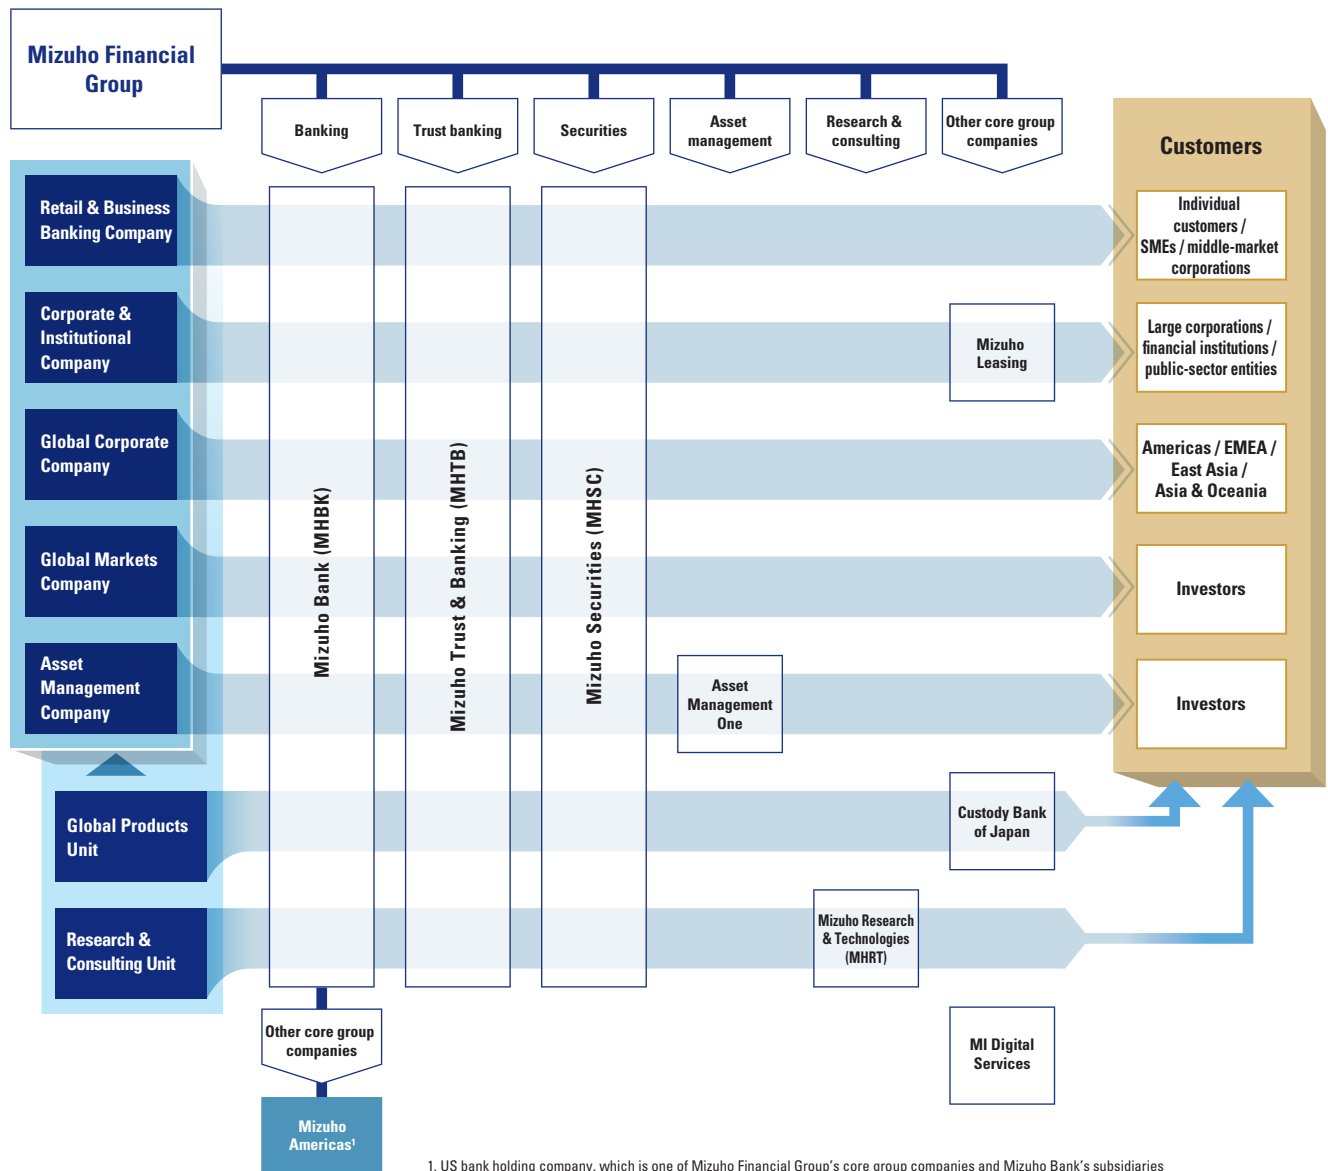 Mizuho Financial
Group
Banking
Trust banking
Securities
Asset
management
Research &
consulting
Other core group
companies
Customers
Retail & Business
Banking Company
Individual
customers /
SMEs / middle-market
corporations
Corporate &
Institutional
Company
Mizuho
Leasing
Large corporations /
financial institutions /
public-sector entities
Global Corporate
Company
Americas / EMEA /
East Asia /
Asia & Oceania
Global Markets
Company
Investors
Asset
Management
Company
Asset
Management
One
Investors
Mizuho Bank (MHBK)
Mizuho Trust & Banking (MHTB)
Mizuho Securities (MHSC)
Global Products
Unit
Custody Bank
of Japan
Research &
Consulting Unit
Mizuho Research
& Technologies
(MHRT)
Other core group
companies
MI Digital
Services
Mizuho
Americas¹
1. US bank holding company, which is one of Mizuho Financial Group's core group companies and Mizuho Bank's subsidiaries